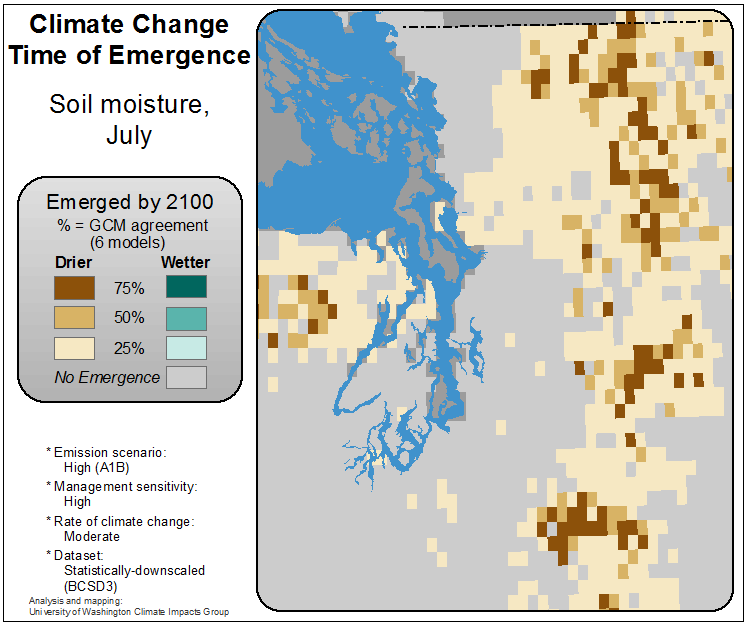 Climate Change
Time of Emergence
Soil moisture,
July
Emerged by 2100
% = GCM agreement
(6 models)
Drier Wetter
75%
50%
25%
No Emergence
* Emission scenario:
High (A1B)
* Management sensitivity:
High
* Rate of climate change:
Moderate
* Dataset:
Statistically-downscaled
(BCSD3)
Analysis and mapping:
University of Washington Climate Impacts Group